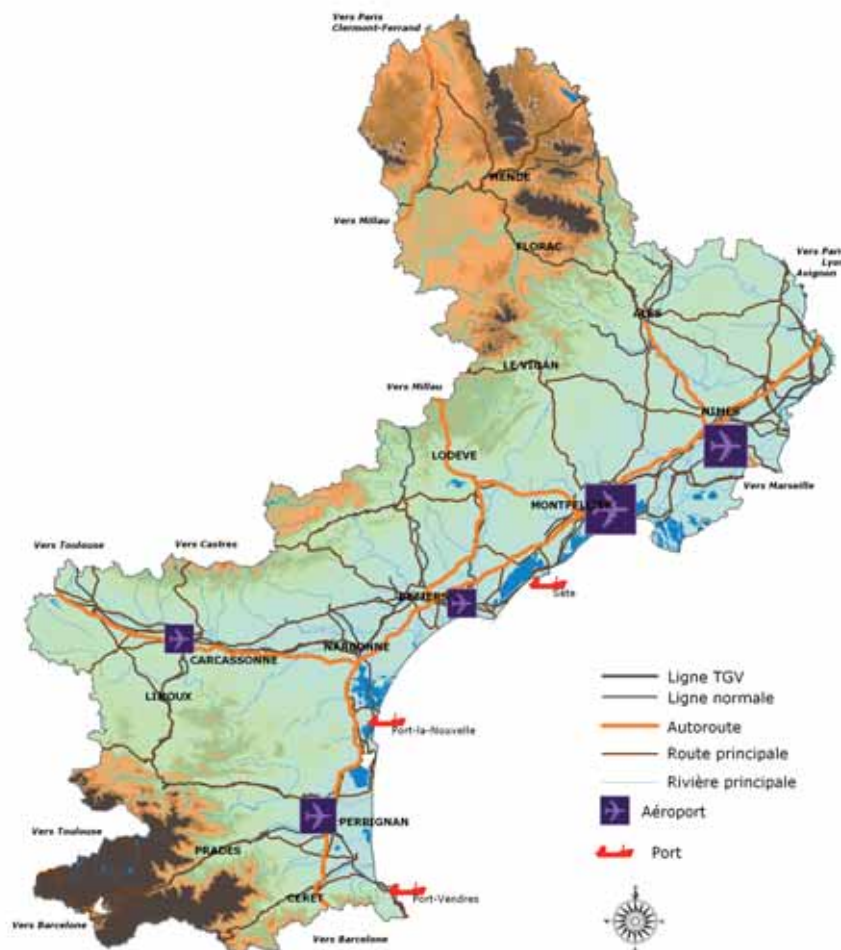 Vers Paris
Clermont-Ferrand
MENDE
Vers Millau
FLORAC
Vers Pari
Lyon
Avignon
ALES
LE VIGAN
Vers Millau
NIMES
LODEVE
Vers Marseille
MONTPELLIER
Vers Toulouse
Vers Castres
Sète
BEZIERS
NARBONNE
CARCASSONNE
LIMOUX
Port-la-Nouvelle
Ligne TGV
Ligne normale
Autoroute
Route principale
Rivière principale
Aéroport
Port
PERPIGNAN
Vers Toulouse
PRADES
CERET
Port-Vendres
Vers Barcelone
Vers Barcelone